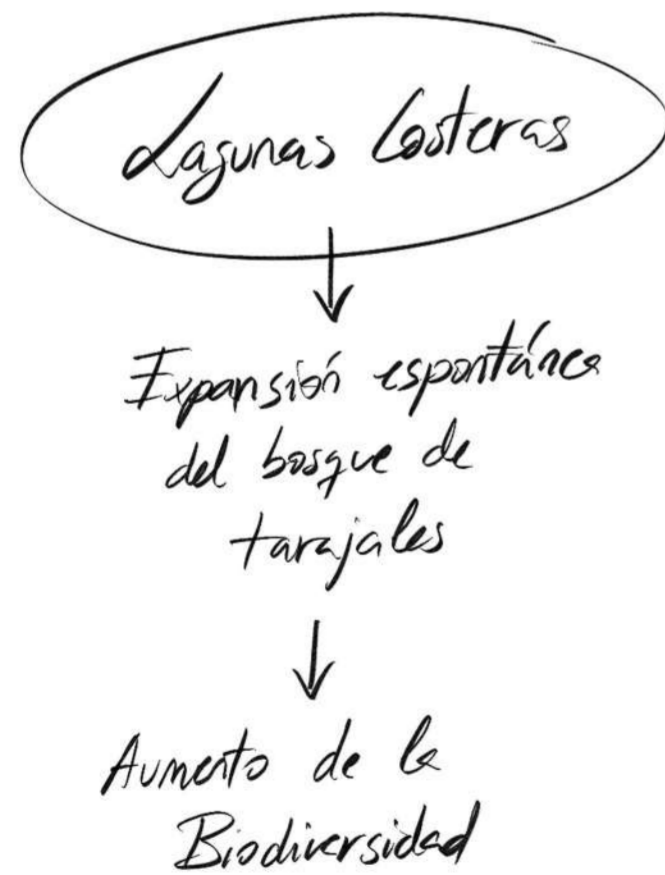 Lagunas Costeras
Expansión espontánea
del bosque de
tarajales
Aumento de la
Biodiversidad